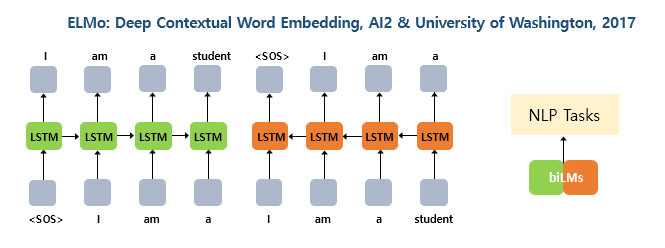 ELMo: Deep Contextual Word Embedding, AI2 & University of Washington, 2017
I am a student <SOS> I am a
LSTM LSTM LSTM LSTM LSTM LSTM LSTM LSTM
NLP Tasks
biLMs
<SOS> I am a I am a student